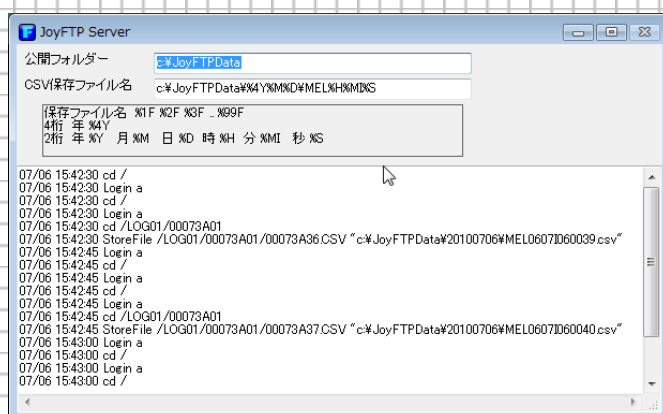 JoyFTP Server
公開フォルダー
c:¥JoyFTPData
CSV保存ファイル名
c:¥JoyFTPData¥%4Y%M%D¥MEL%H%MI%S
保存ファイル名 %1F %2F %3F .. %99F
4桁 年 %4Y
2桁 年 %Y 月 %M 日 %D 時 %H 分 %MI 秒 %S
07/06 15:42:30 cd /
07/06 15:42:30 Login a
07/06 15:42:30 cd /
07/06 15:42:30 Login a
07/06 15:42:30 cd /LOG01/00073A01
07/06 15:42:30 StoreFile /LOG01/00073A01/00073A36.CSV "c:¥JoyFTPData¥20100706¥MEL0607I060039.csv"
07/06 15:42:45 Login a
07/06 15:42:45 cd /
07/06 15:42:45 Login a
07/06 15:42:45 cd /
07/06 15:42:45 Login a
07/06 15:42:45 cd /LOG01/00073A01
07/06 15:42:45 StoreFile /LOG01/00073A01/00073A37.CSV "c:¥JoyFTPData¥20100706¥MEL0607I060040.csv"
07/06 15:43:00 Login a
07/06 15:43:00 cd /
07/06 15:43:00 Login a
07/06 15:43:00 cd /